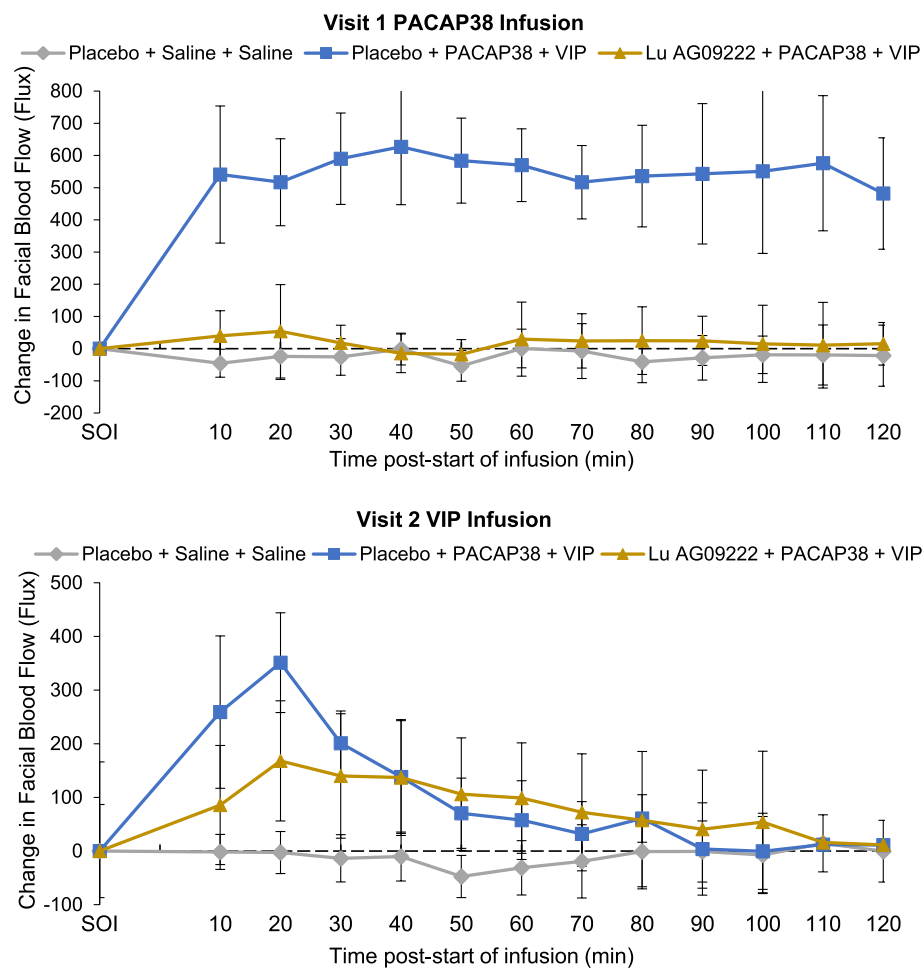 Visit 1 PACAP38 Infusion
Placebo + Saline + Saline Placebo + PACAP38 + VIP Lu AG09222 + PACAP38 + VIP
Change in Facial Blood Flow (Flux)
800
700
600
500
400
300
200
100
0
-100
-200
SOI 10 20 30 40 50 60 70 80 90 100 110 120
Time post-start of infusion (min)
Visit 2 VIP Infusion
Placebo + Saline + Saline Placebo + PACAP38 + VIP Lu AG09222 + PACAP38 + VIP
Change in Facial Blood Flow (Flux)
500
400
300
200
100
0
-100
SOI 10 20 30 40 50 60 70 80 90 100 110 120
Time post-start of infusion (min)